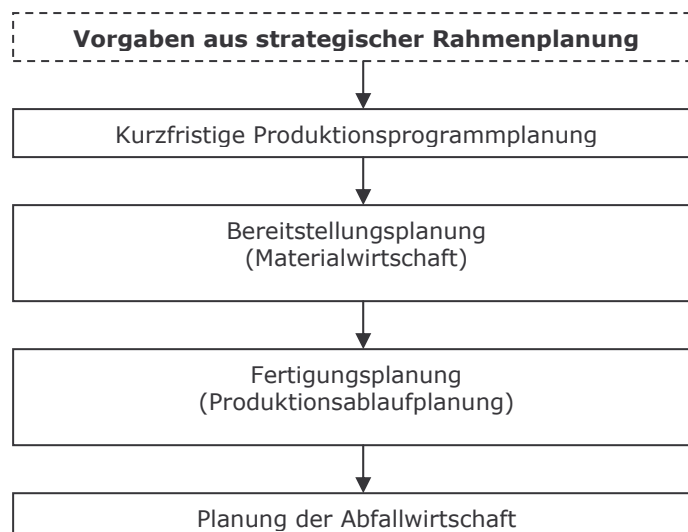 Vorgaben aus strategischer Rahmenplanung
Kurzfristige Produktionsprogrammplanung
Bereitstellungsplanung
(Materialwirtschaft)
Fertigungsplanung
(Produktionsablaufplanung)
Planung der Abfallwirtschaft